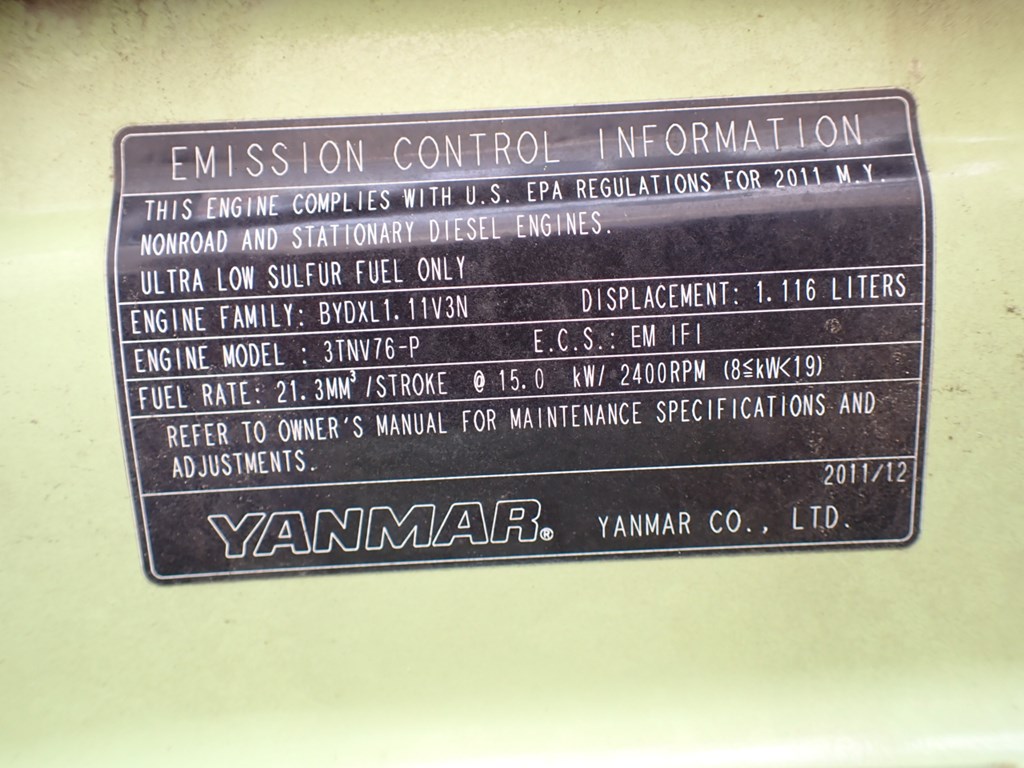 EMISSION CONTROL INFORMATION
THIS ENGINE COMPLIES WITH U.S. EPA REGULATIONS FOR 2011 M.Y.
NONROAD AND STATIONARY DIESEL ENGINES.
ULTRA LOW SULFUR FUEL ONLY
ENGINE FAMILY: BYDXL1.11V3N DISPLACEMENT: 1.116 LITERS
ENGINE MODEL : 3TNV76-P E.C.S.: EM IFI
FUEL RATE: 21.3MM³/STROKE @ 15.0 kW/ 2400RPM (8≦kW<19)
REFER TO OWNER'S MANUAL FOR MAINTENANCE SPECIFICATIONS AND
ADJUSTMENTS.
2011/12
YANMAR® YANMAR CO., LTD.